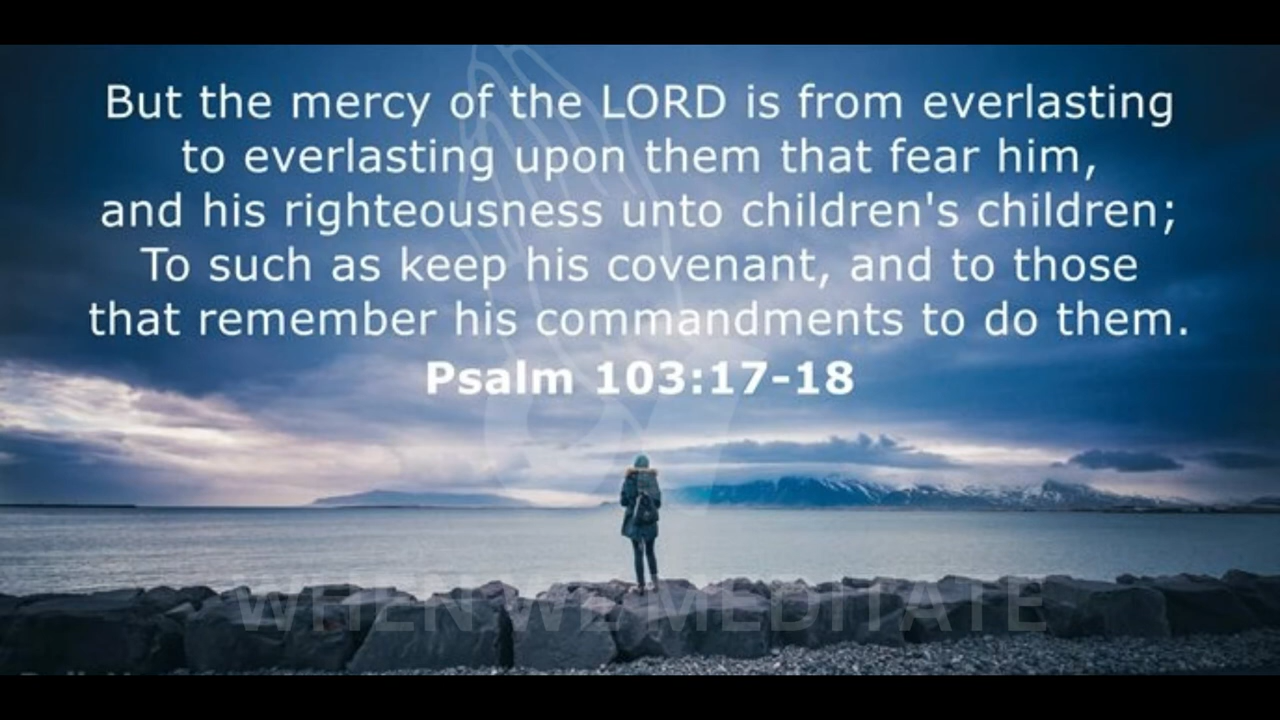 But the mercy of the LORD is from everlasting
to everlasting upon them that fear him,
and his righteousness unto children's children;
To such as keep his covenant, and to those
that remember his commandments to do them.
Psalm 103:17-18
WHEN WE MEDITATE